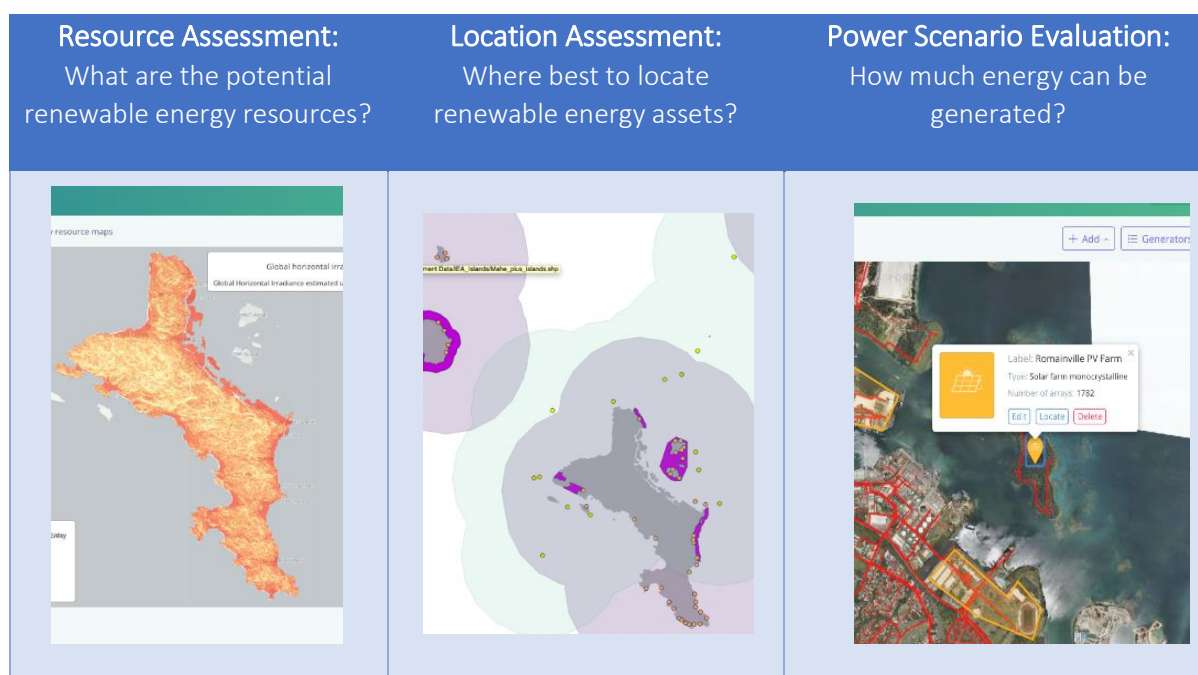 Resource Assessment:
What are the potential
renewable energy resources?
Location Assessment:
Where best to locate
renewable energy assets?
Power Scenario Evaluation:
How much energy can be
generated?
resource maps
Global horizontal irra
Global Horizontal Irradiance estimated u
/day
ment Data/IEA_Islands/Mahe_plus_islands.shp
+ Add
Generators
Label: Romainville PV Farm
Type: Solar farm monocrystalline
Number of arrays: 1782
Edit Locate Delete